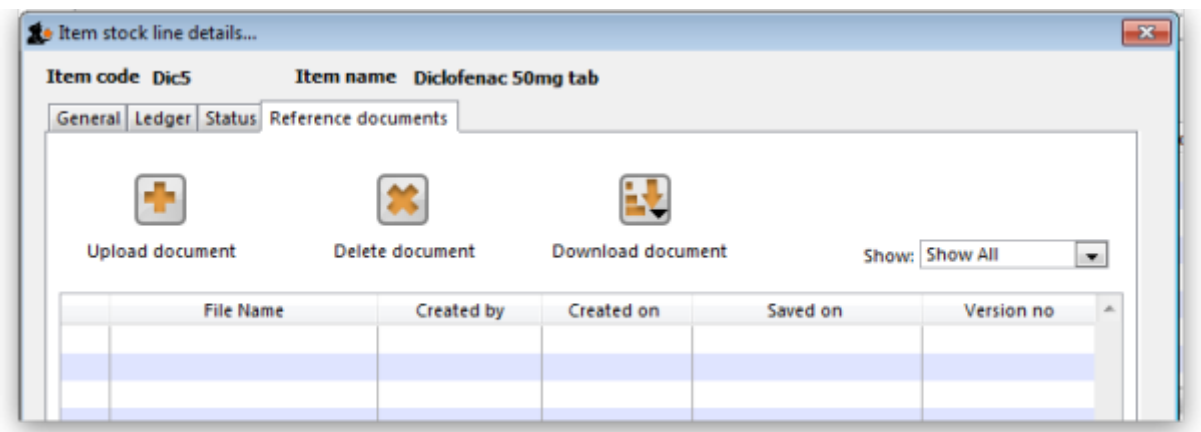 Item stock line details...
Item code Dic5 Item name Diclofenac 50mg tab
General Ledger Status Reference documents
Upload document Delete document Download document
Show: Show All
File Name Created by Created on Saved on Version no